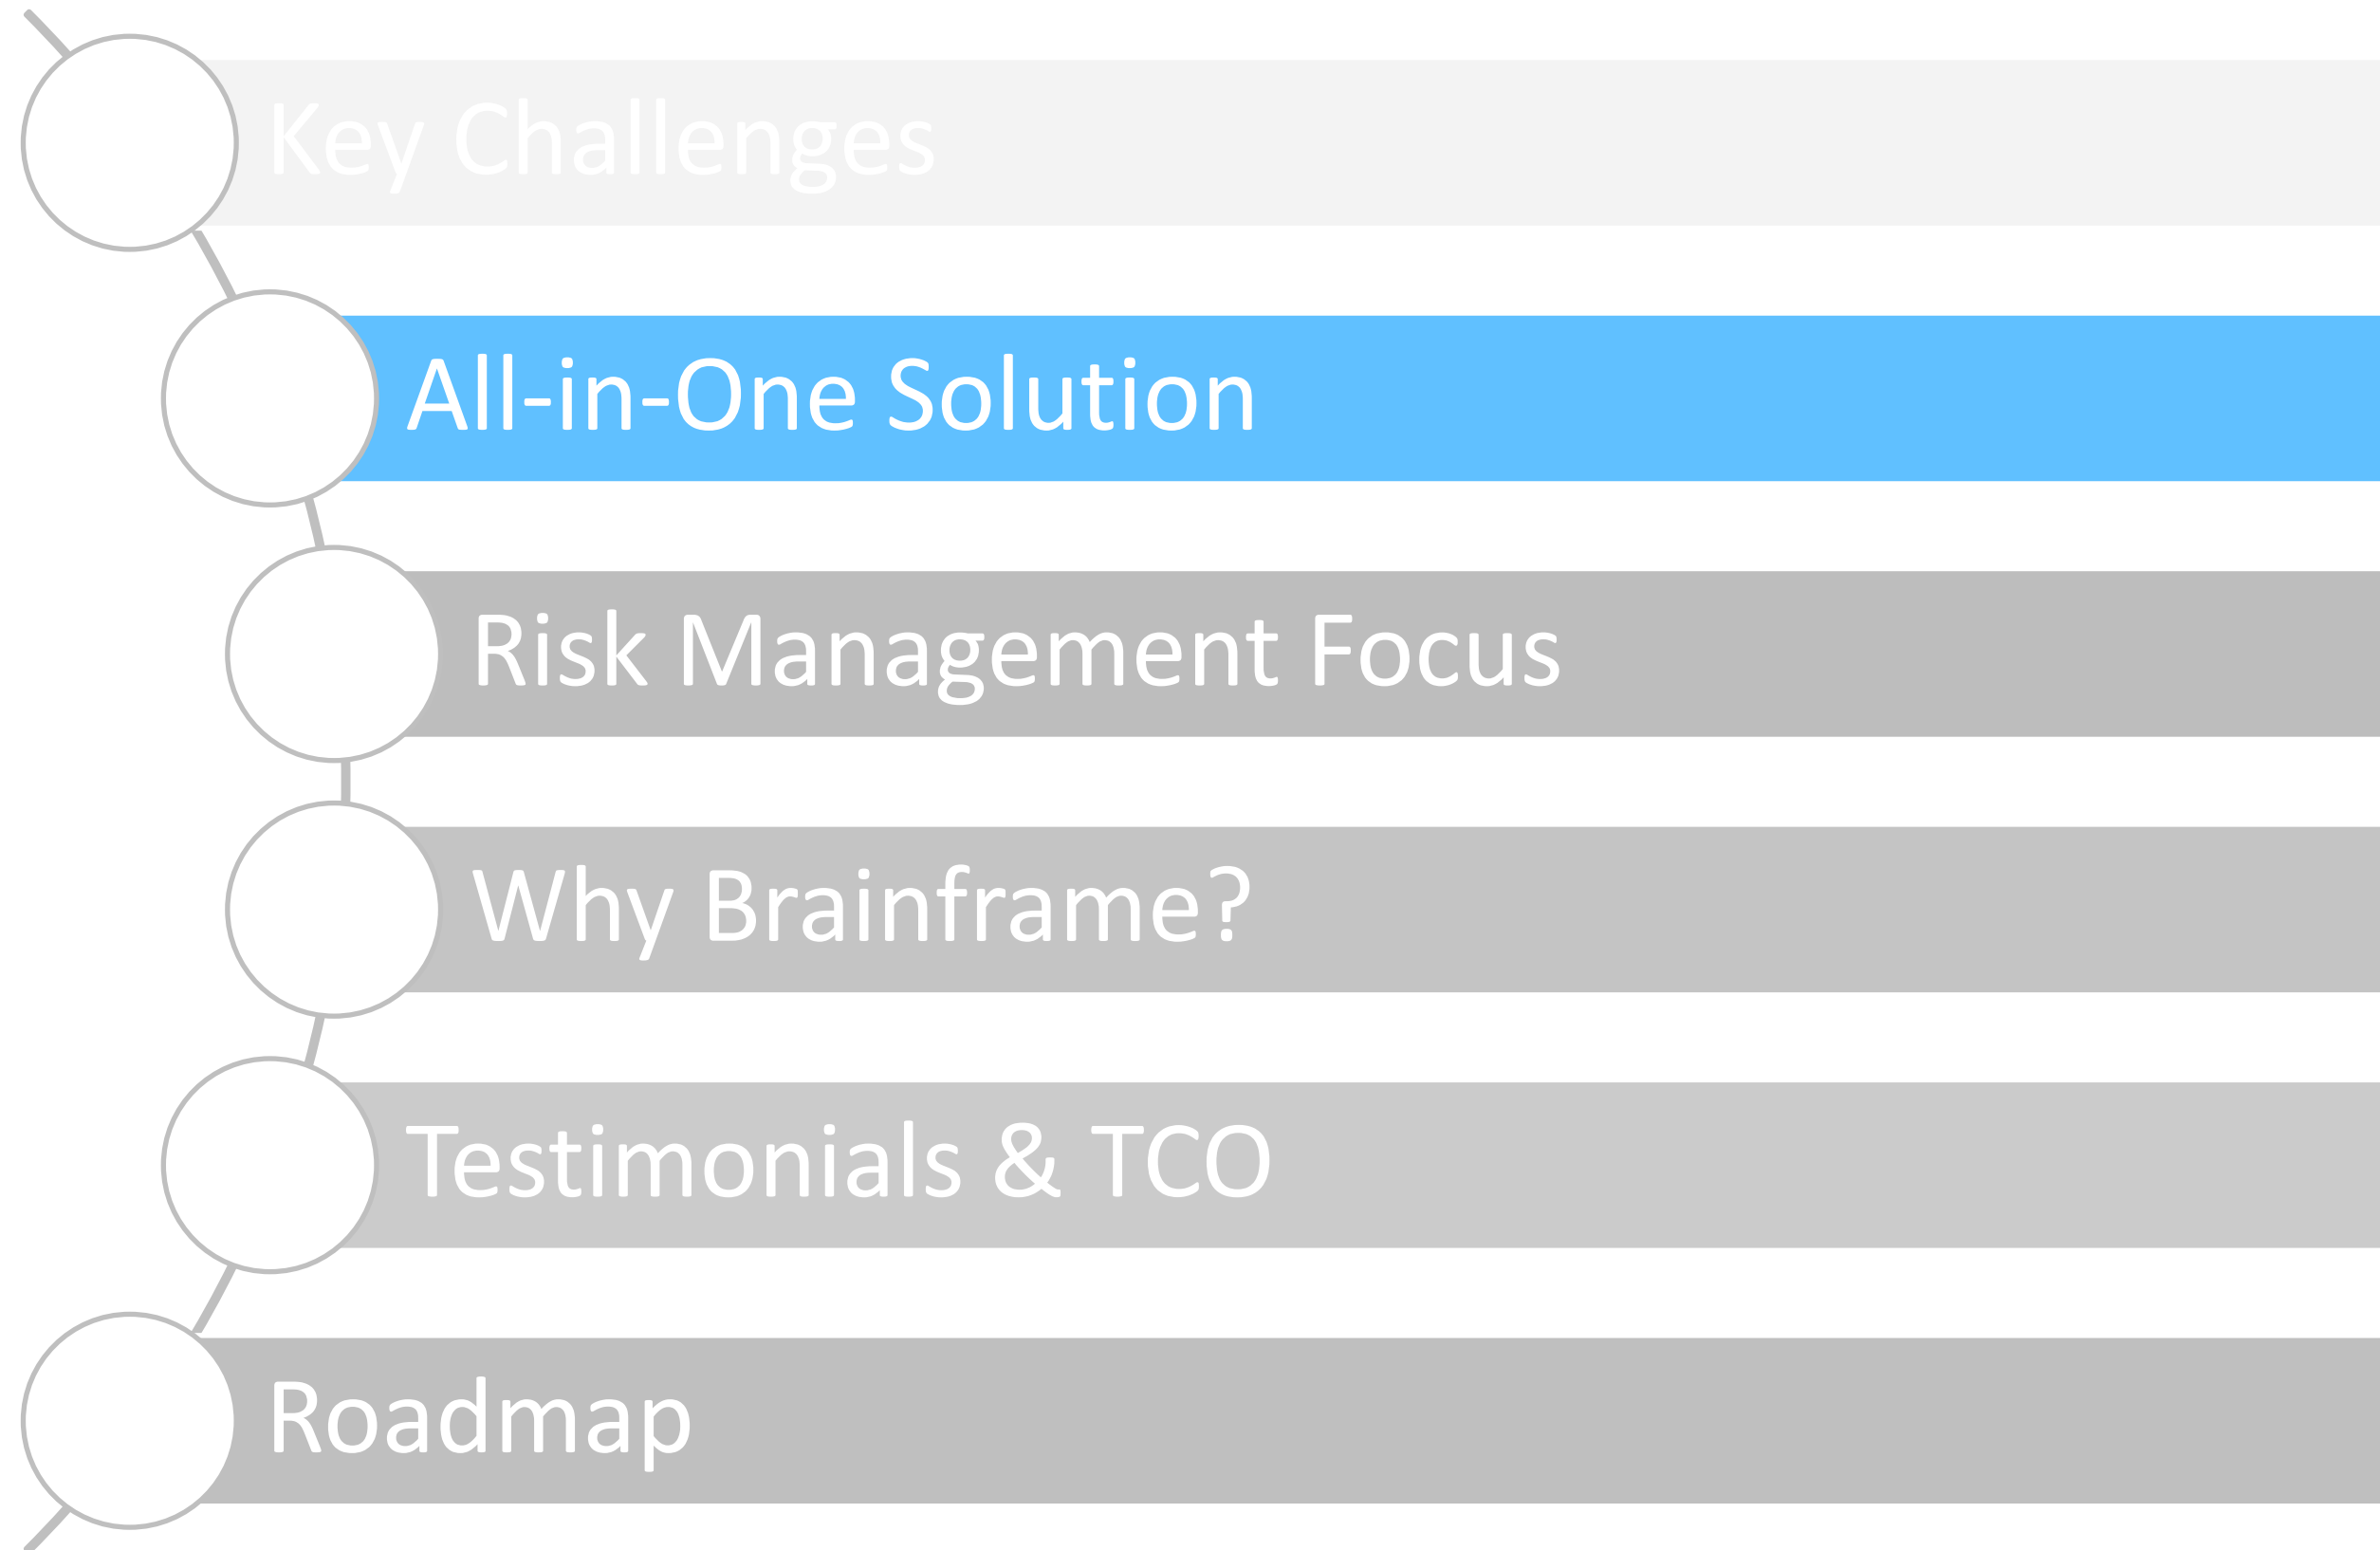 Key Challenges
All-in-One Solution
Risk Management Focus
Why Brainframe?
Testimonials & TCO
Roadmap